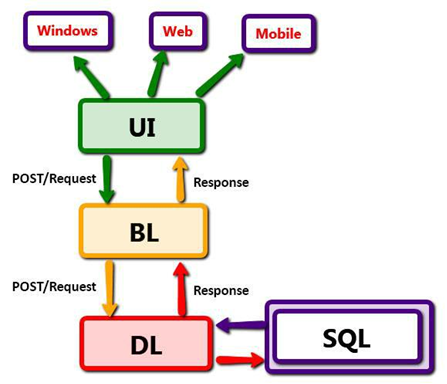 Windows
Web
Mobile
UI
POST/Request
Response
BL
POST/Request
Response
DL
SQL